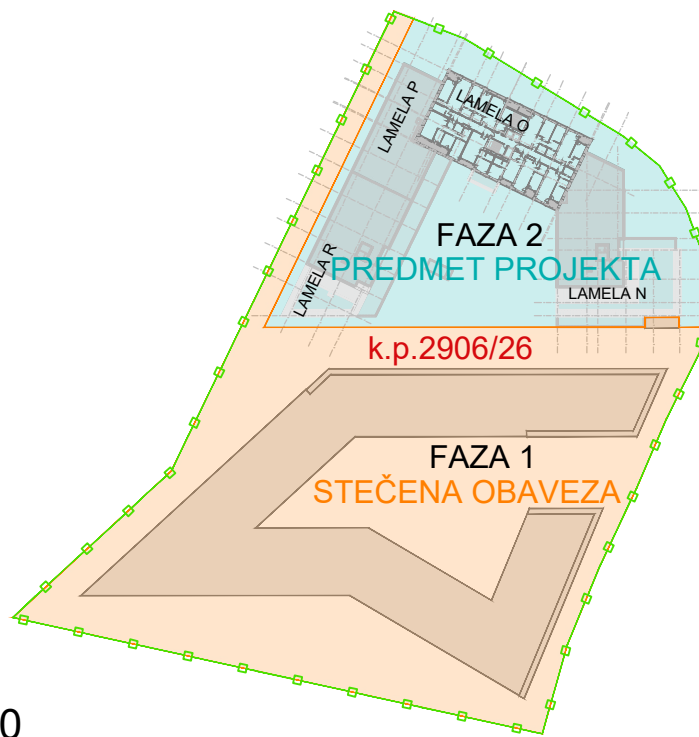 LAMELA P
LAMELA O
FAZA 2
PREDMET PROJEKTA
LAMELA R
LAMELA N
k.p.2906/26
FAZA 1
STEČENA OBAVEZA
0